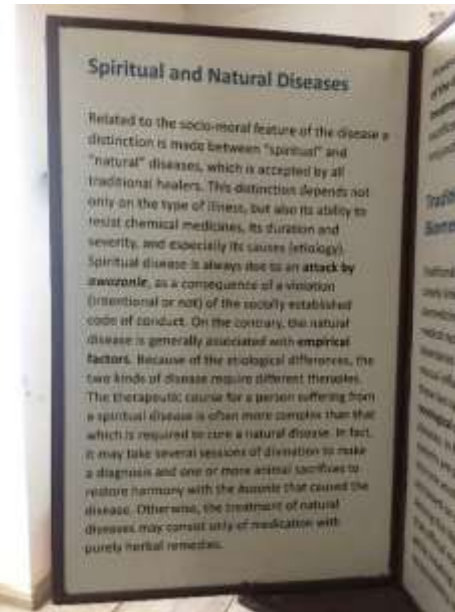 Spiritual and Natural Diseases
Related to the socio-moral feature of the disease a
distinction is made between "spiritual" and
"natural" diseases, which is accepted by all
traditional healers. This distinction depends not
only on the type of illness, but also its ability to
resist chemical medicines, its duration and
severity, and especially its causes (etiology).
Spiritual disease is always due to an attack by
awozonle, as a consequence of a violation
(intentional or not) of the socially established
code of conduct. On the contrary, the natural
disease is generally associated with empirical
factors. Because of the etiological differences, the
two kinds of disease require different therapies.
The therapeutic course for a person suffering from
a spiritual disease is often more complex than that
which is required to cure a natural disease. In fact,
it may take several sessions of divination to make
a diagnosis and one or more animal sacrifices to
restore harmony with the that caused the
disease. Otherwise, the treatment of natural
diseases may consist only of medication with
purely herbal remedies.